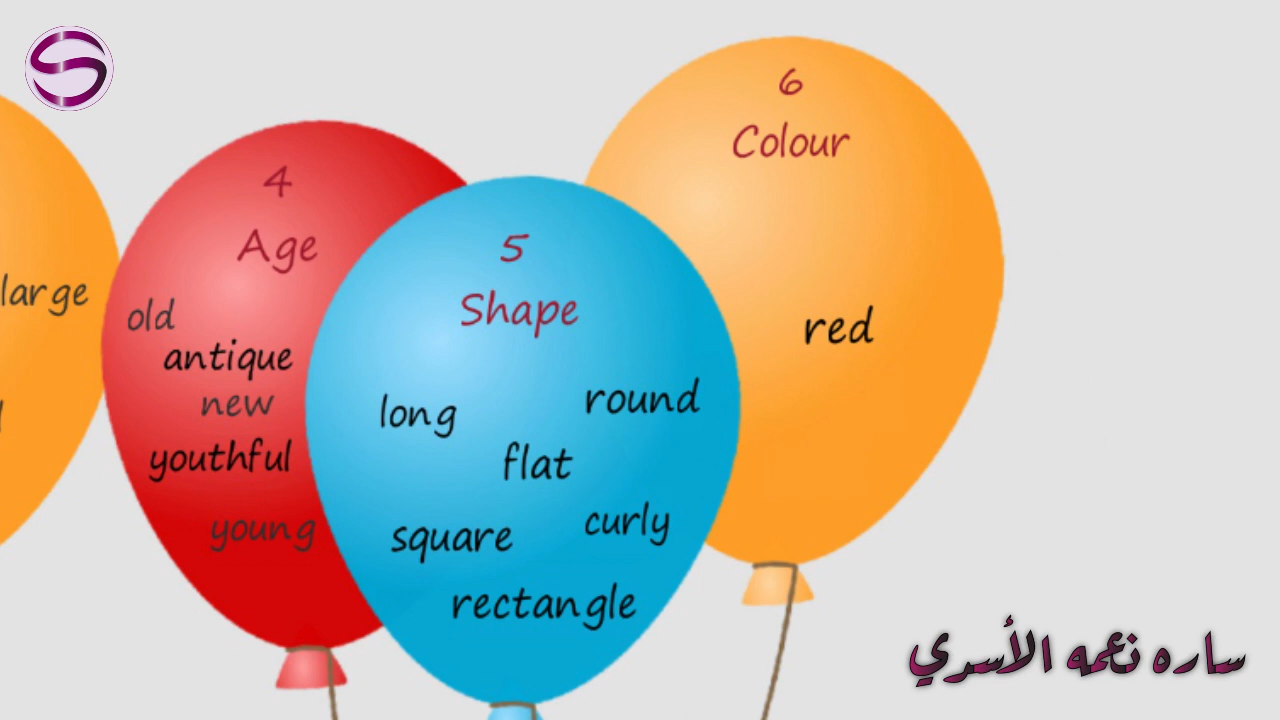 large
4
Age
old
antique
new
youthful
young
5
Shape
long
round
flat
square
curly
rectangle
6
Colour
red
ساره نعمه الأسدي